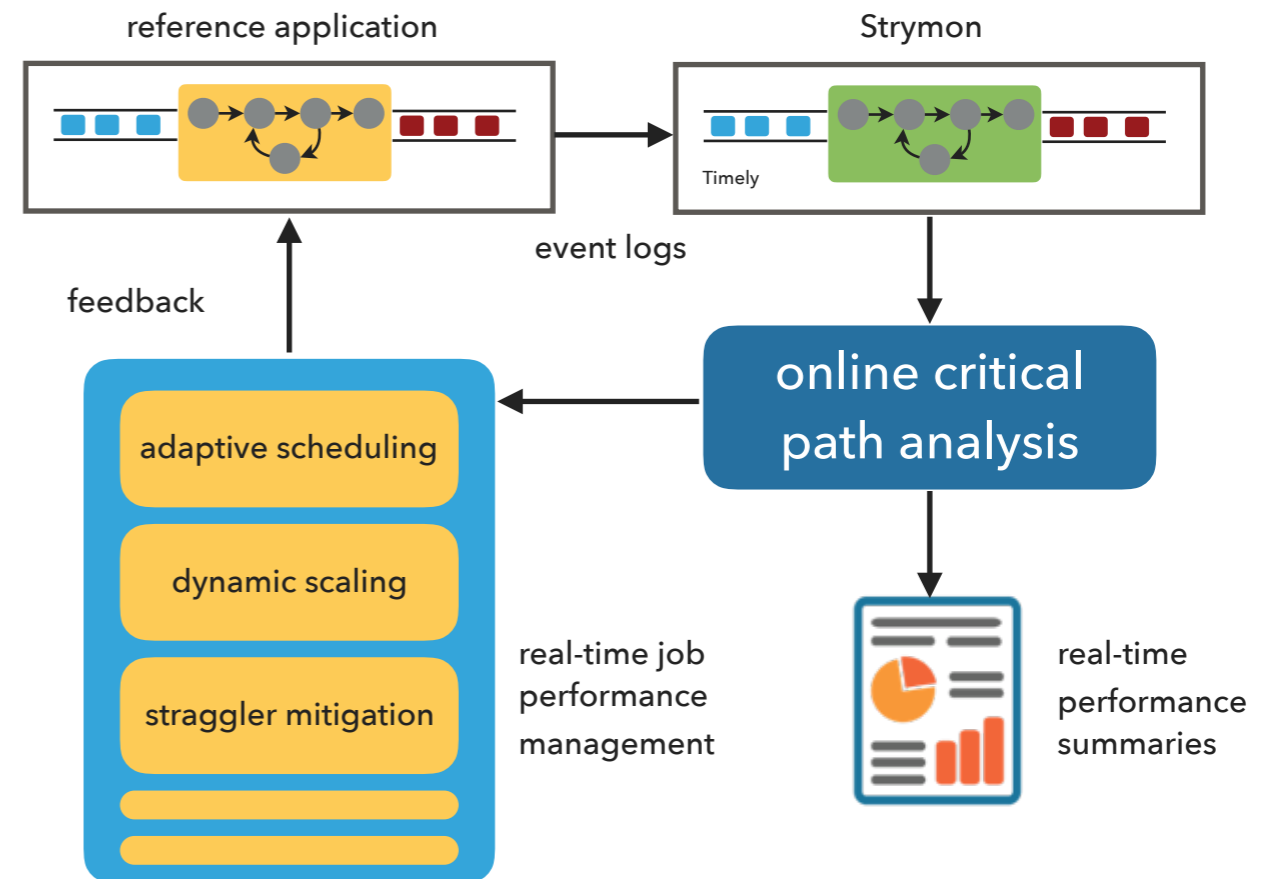 reference application
Strymon
Timely
event logs
feedback
online critical
path analysis
adaptive scheduling
dynamic scaling
straggler mitigation
real-time job
performance
management
real-time
performance
summaries